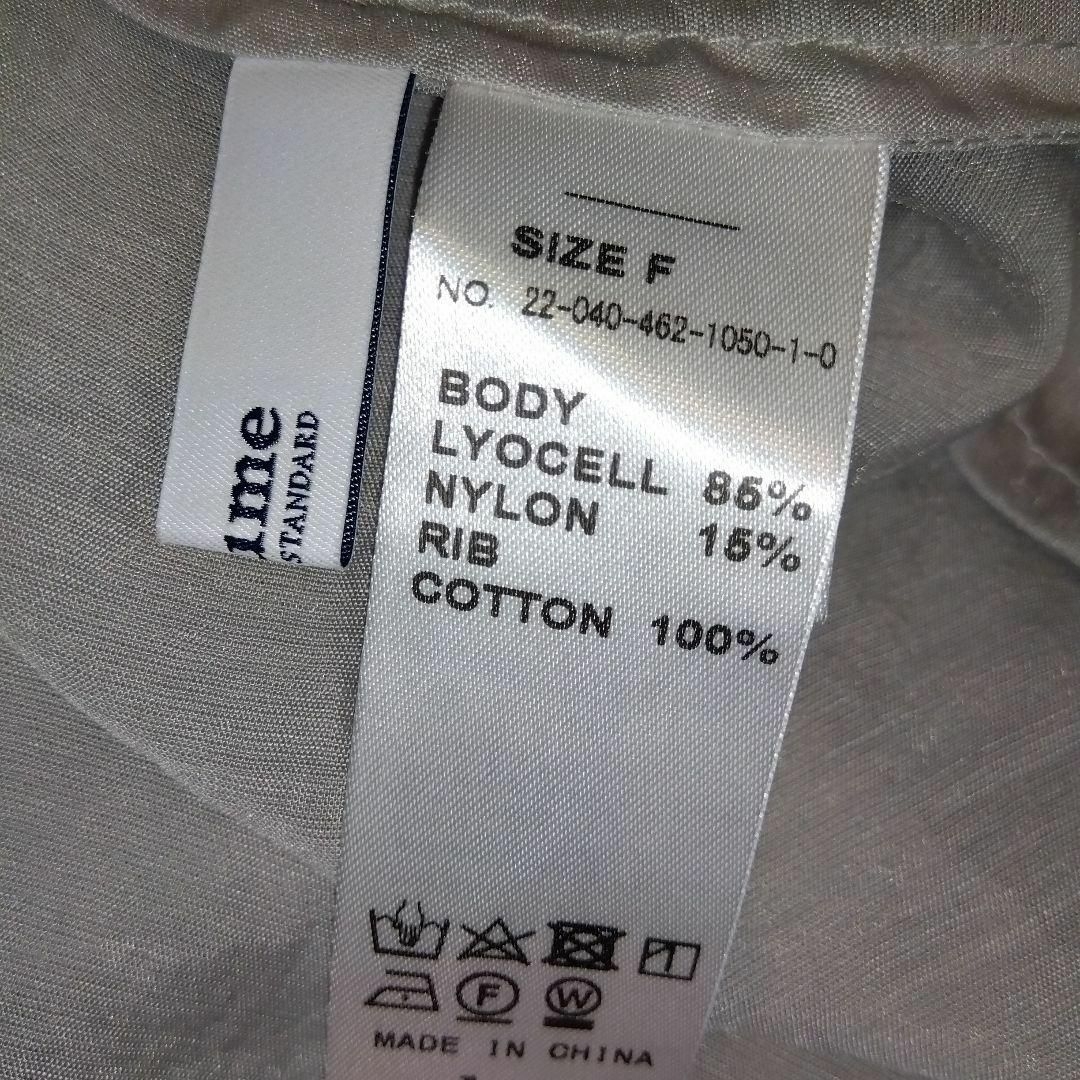 ime
STANDARD
SIZE F
NO. 22-040-462-1050-1-0
BODY
LYOCELL 85%
NYLON 15%
RIB
COTTON 100%
F
W
MADE IN CHINA